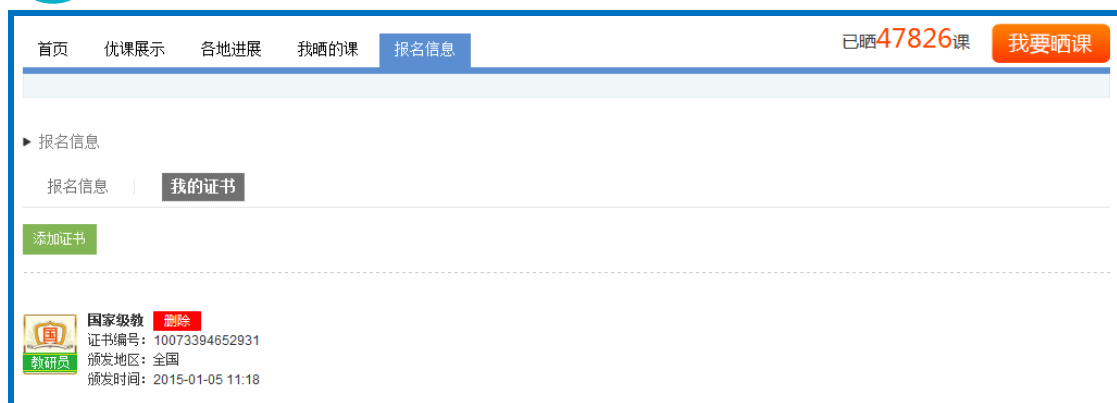 首页 优课展示 各地进展 我晒的课 报名信息 已晒47826课 我要晒课
报名信息
报名信息 我的证书
添加证书
国家级教 删除
证书编号：10073394652931
颁发地区：全国
颁发时间：2015-01-05 11:18
国
教研员